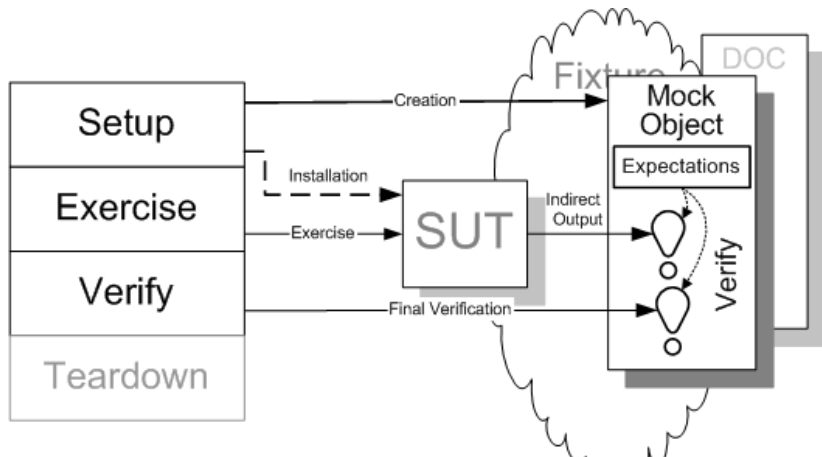 Setup
Exercise
Verify
Teardown
Creation
Installation
Exercise
Final Verification
SUT
Indirect
Output
Fixture
DOC
Mock
Object
Expectations
Verify